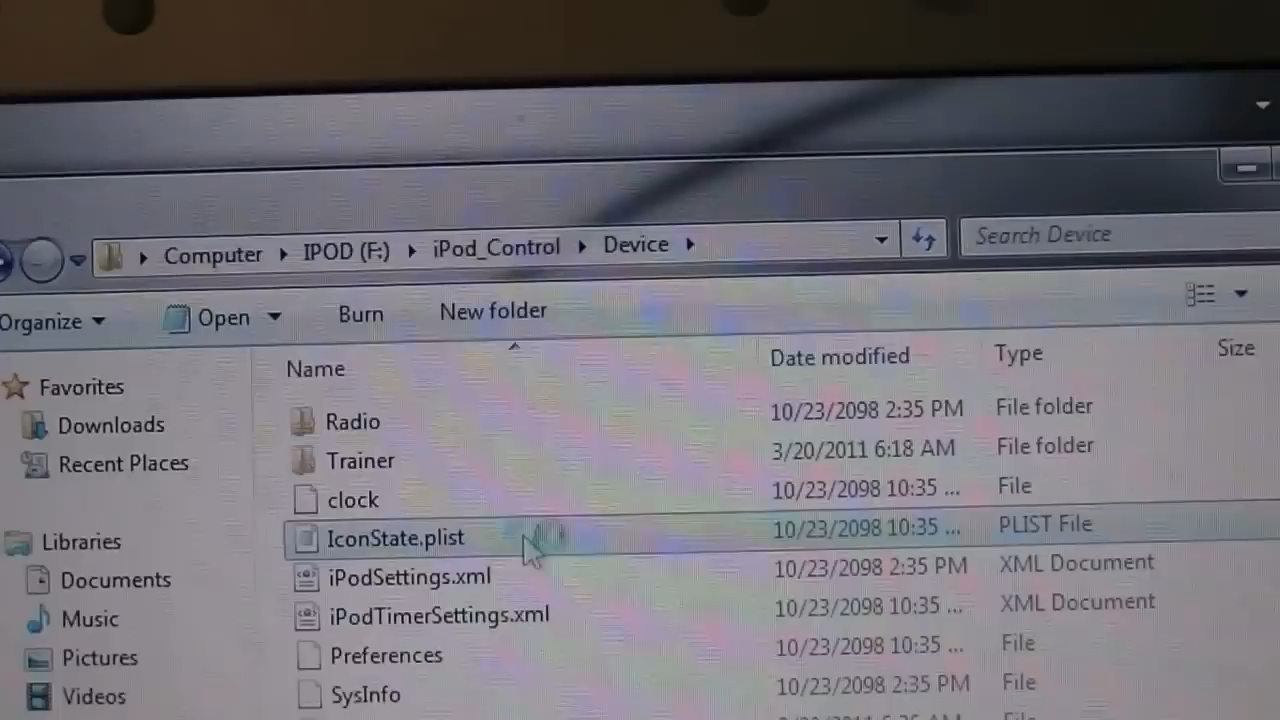 Computer IPOD (F:) iPod_Control Device Search Device
Organize Open Burn New folder
Name Date modified Type Size
Favorites
Downloads
Recent Places
Libraries
Documents
Music
Pictures
Videos
Radio 10/23/2098 2:35 PM File folder
Trainer 3/20/2011 6:18 AM File folder
clock 10/23/2098 10:35 ... File
IconState.plist 10/23/2098 10:35 ... PLIST File
iPodSettings.xml 10/23/2098 2:35 PM XML Document
iPodTimerSettings.xml 10/23/2098 10:35 ... XML Document
Preferences 10/23/2098 10:35 ... File
SysInfo 10/23/2098 2:35 PM File